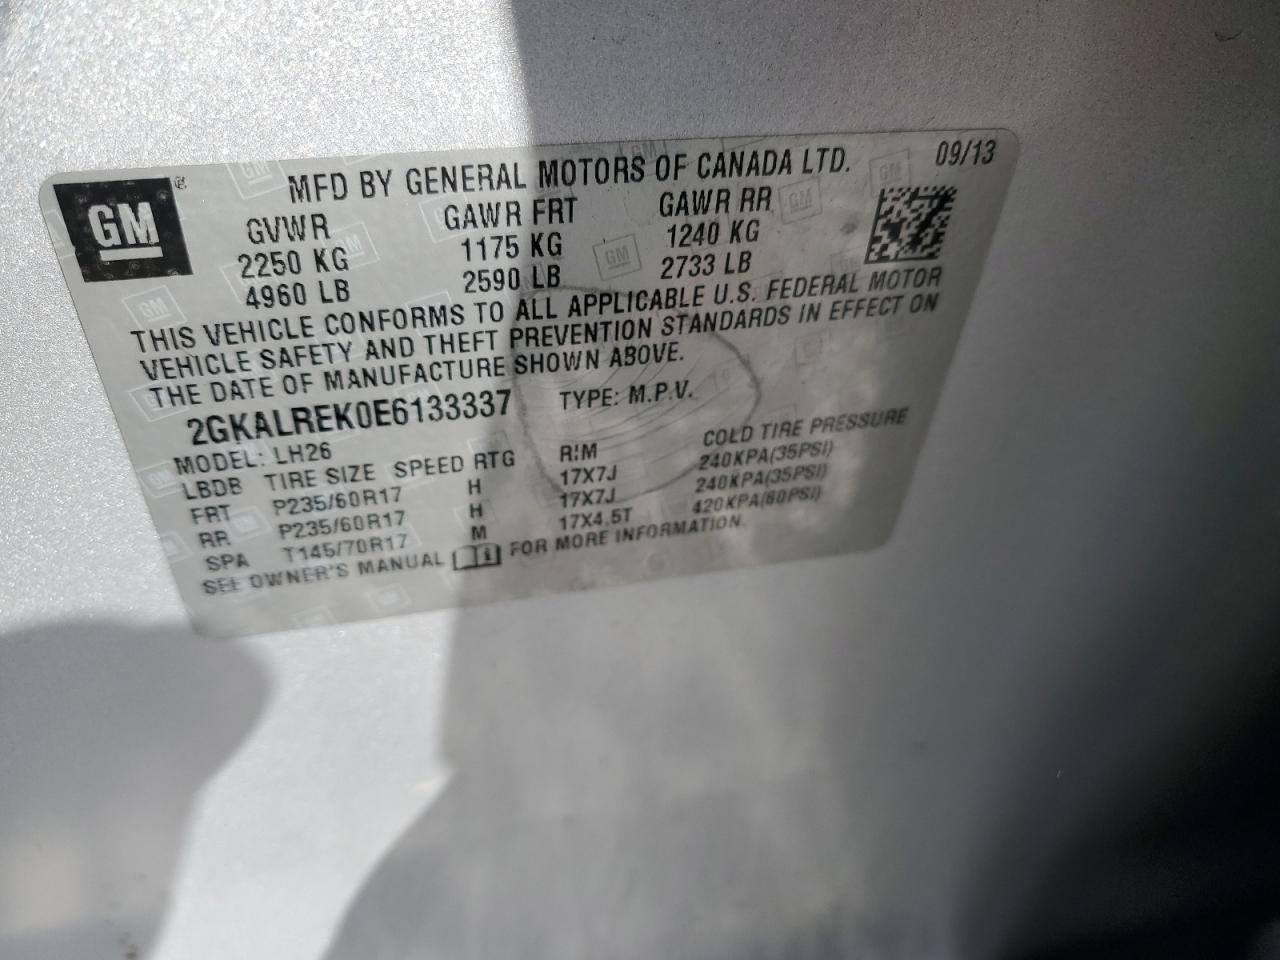 GM
MFD BY GENERAL MOTORS OF CANADA LTD. 09/13
GVWR GAWR FRT GAWR RR
2250 KG 1175 KG 1240 KG
4960 LB 2590 LB 2733 LB
THIS VEHICLE CONFORMS TO ALL APPLICABLE U.S. FEDERAL MOTOR
VEHICLE SAFETY AND THEFT PREVENTION STANDARDS IN EFFECT ON
THE DATE OF MANUFACTURE SHOWN ABOVE.
2GKALREK0E6133337 TYPE: M.P.V.
MODEL: LH26
LBDB TIRE SIZE SPEED RTG RIM COLD TIRE PRESSURE
FRT P235/60R17 H 17X7J 240KPA(35PSI)
RR P235/60R17 H 17X7J 240KPA(35PSI)
SPA T145/70R17 M 17X4.5T 420KPA(60PSI)
SEE OWNER'S MANUAL FOR MORE INFORMATION.